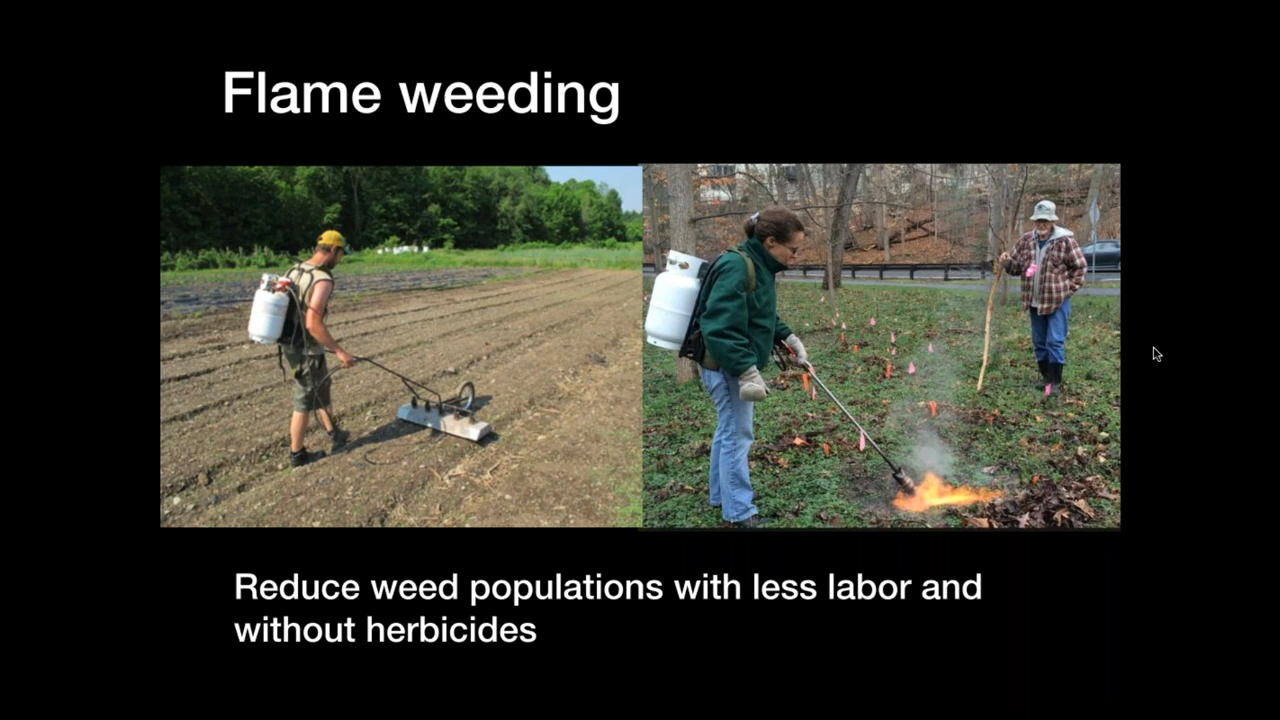 Flame weeding
Reduce weed populations with less labor and
without herbicides